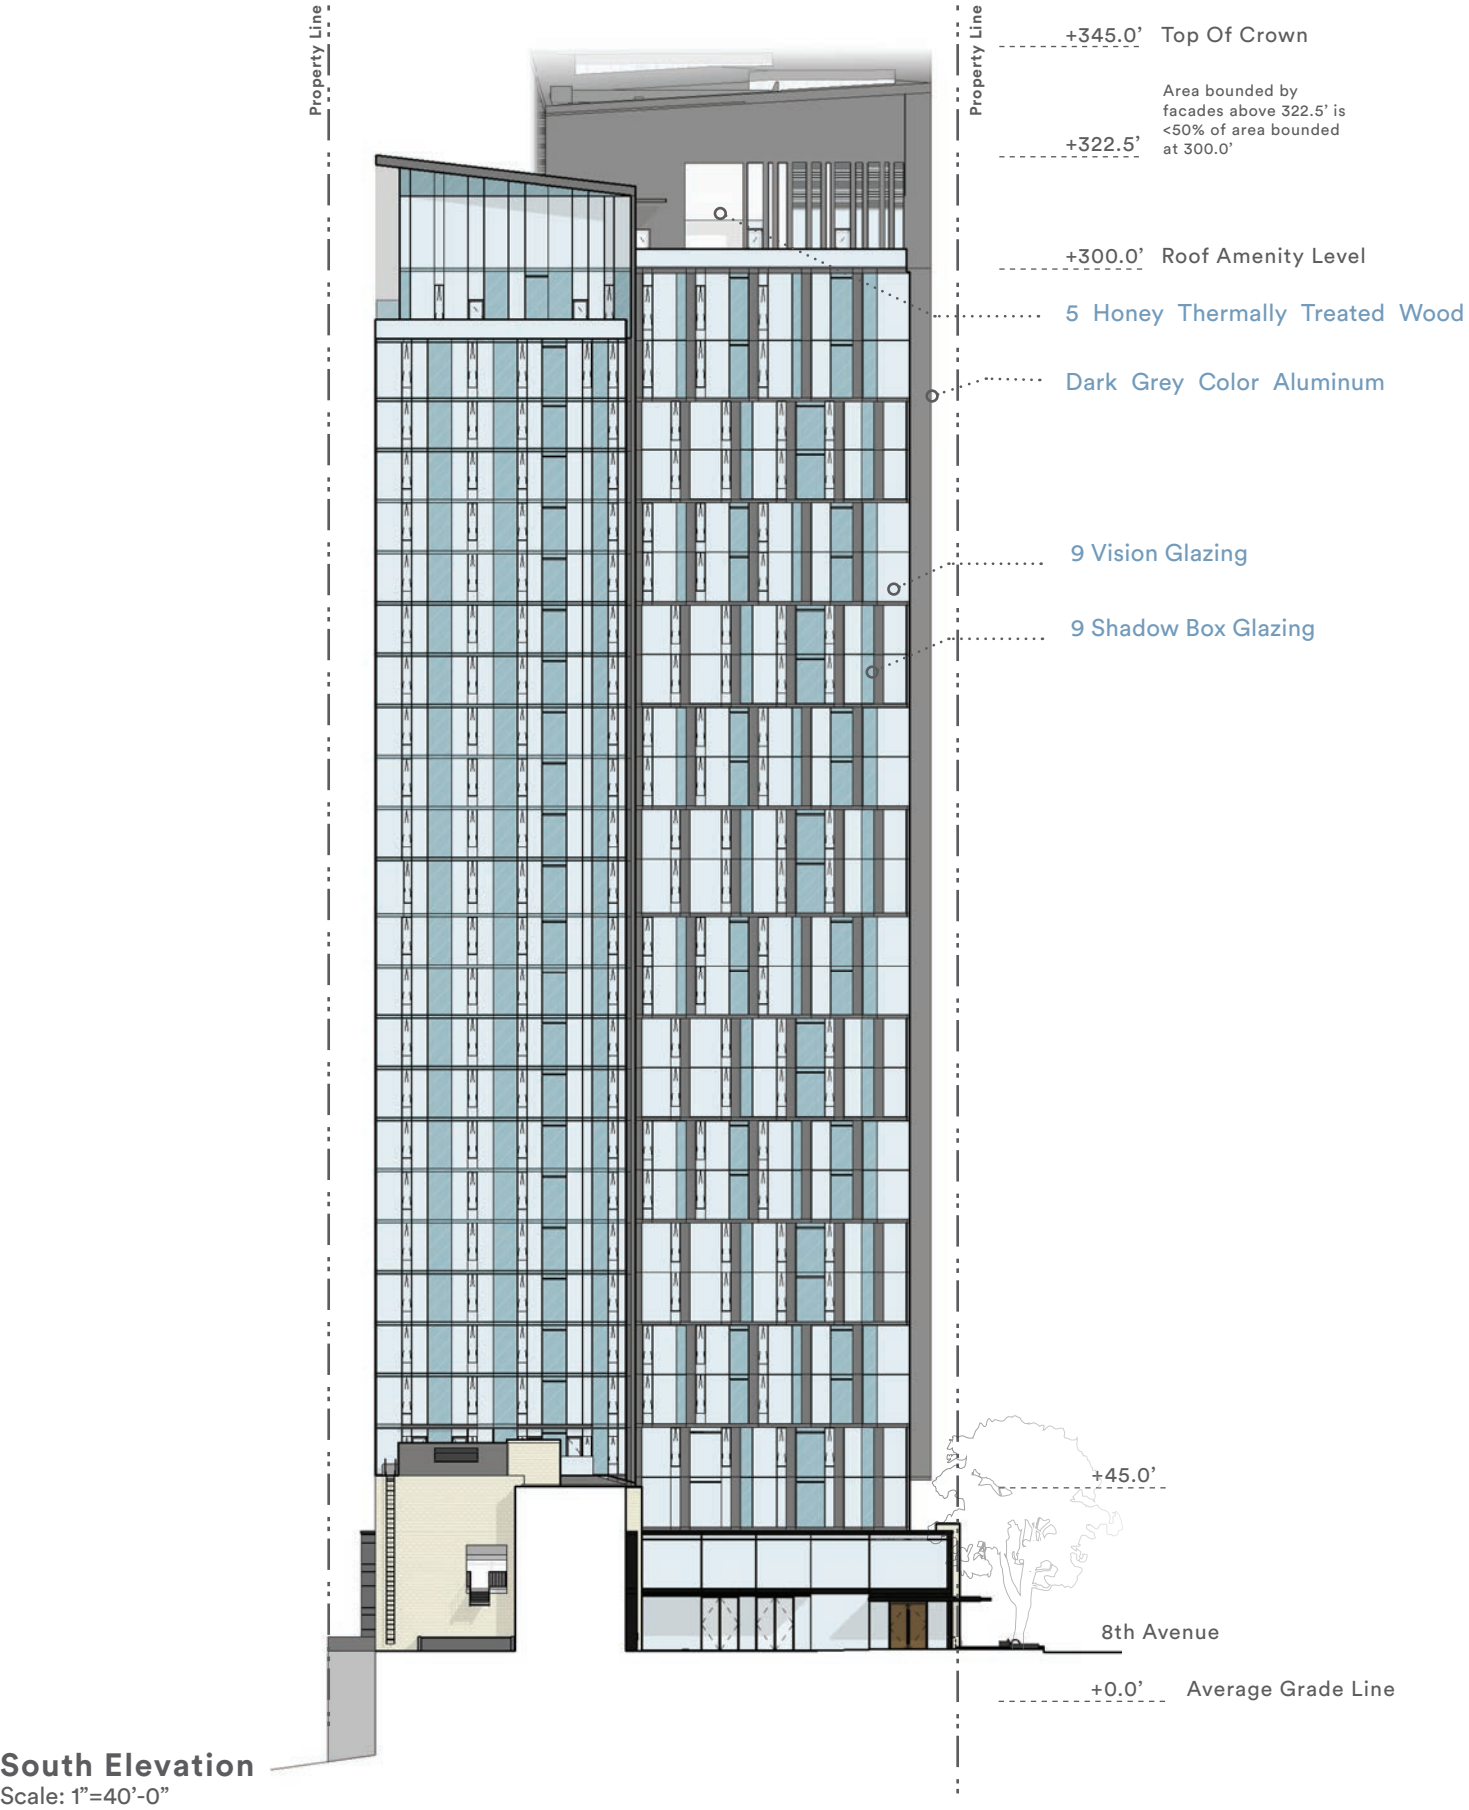 Property Line
Property Line
+345.0’ Top Of Crown
Area bounded by
facades above 322.5’ is
<50% of area bounded
at 300.0’
+322.5’
+300.0’ Roof Amenity Level
5 Honey Thermally Treated Wood
Dark Grey Color Aluminum
9 Vision Glazing
9 Shadow Box Glazing
+45.0’
8th Avenue
+0.0’ Average Grade Line
South Elevation
Scale: 1”=40’-0”